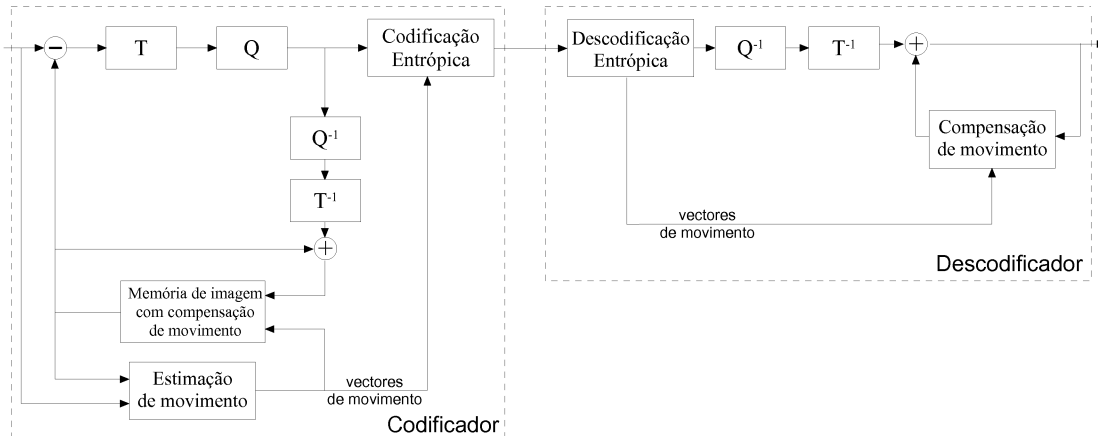 T
Q
Codificação
Entrópica
Q⁻¹
T⁻¹
Memória de imagem
com compensação
de movimento
Estimação
de movimento
vectores
de movimento
Codificador
Descodificação
Entrópica
Q⁻¹
T⁻¹
Compensação
de movimento
vectores
de movimento
Descodificador